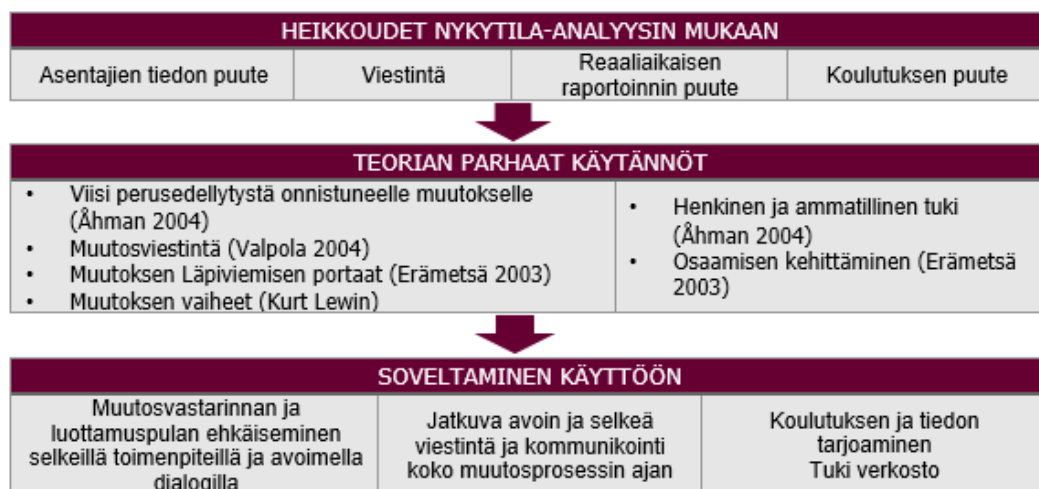 HEIKKOUDET NYKYTILA-ANALYYSIN MUKAAN
Asentajien tiedon puute
Viestintä
Reaaliaikaisen
raportoinnin puute
Koulutuksen puute
TEORIAN PARHAAT KÄYTÄNNÖT
• Viisi perusedellytystä onnistuneelle muutokselle
(Åhman 2004)
• Muutosviestintä (Valpola 2004)
• Muutoksen Läpiviemisen portaat (Erämetsä 2003)
• Muutoksen vaiheet (Kurt Lewin)
• Henkinen ja ammatillinen tuki
(Åhman 2004)
• Osaamisen kehittäminen (Erämetsä
2003)
SOVELTAMINEN KÄYTTÖÖN
Muutosvastarinnan ja
luottamuspulan ehkäiseminen
selkeillä toimenpiteillä ja avoimella
dialogilla
Jatkuva avoin ja selkeä
viestintä ja kommunikointi
koko muutosprosessin ajan
Koulutuksen ja tiedon
tarjoaminen
Tuki verkosto